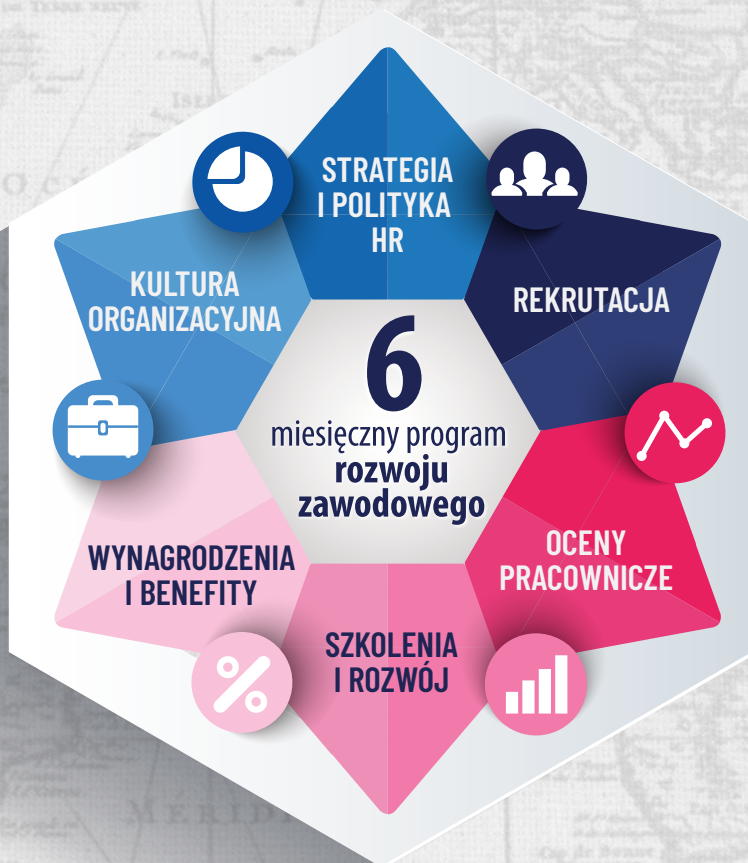 STRATEGIA
I POLITYKA
HR
REKRUTACJA
OCENY
PRACOWNICZE
SZKOLENIA
I ROZWÓJ
WYNAGRODZENIA
I BENEFITY
KULTURA
ORGANIZACYJNA
6
miesięczny program
rozwoju
zawodowego